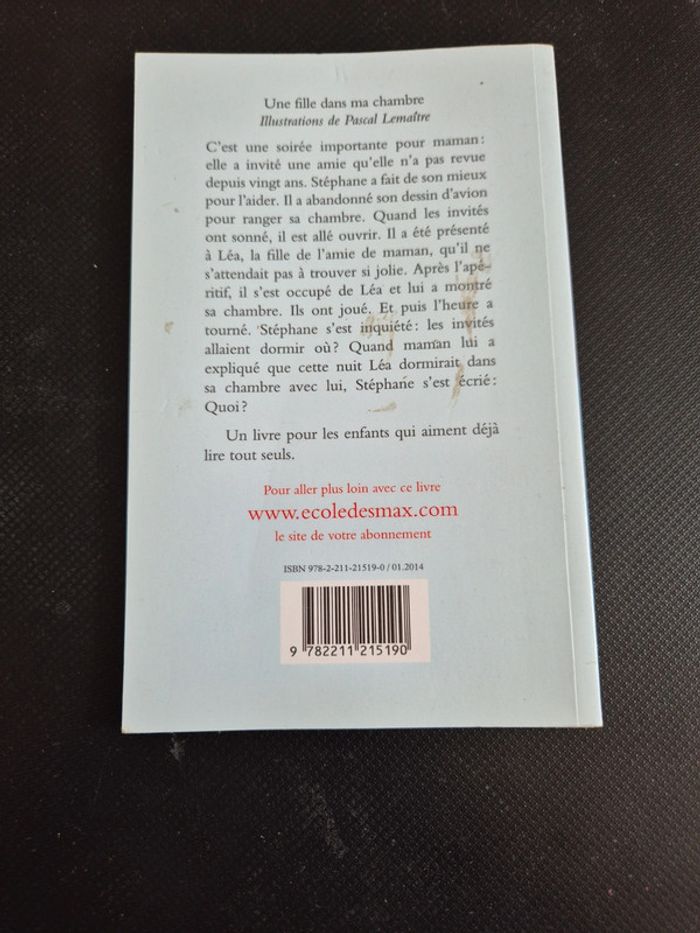 Une fille dans ma chambre
Illustrations de Pascal Lemaître
C'est une soirée importante pour maman :
elle a invité une amie qu'elle n'a pas revue
depuis vingt ans. Stéphane a fait de son mieux
pour l'aider. Il a abandonné son dessin d'avion
pour ranger sa chambre. Quand les invités
ont sonné, il est allé ouvrir. Il a été présenté
à Léa, la fille de l'amie de maman, qu'il ne
s'attendait pas à trouver si jolie. Après l'apé-
ritif, il s'est occupé de Léa et lui a montré
sa chambre. Ils ont joué. Et puis l'heure a
tourné. Stéphane s'est inquiété : les invités
allaient dormir où ? Quand maman lui a
expliqué que cette nuit Léa dormirait dans
sa chambre avec lui, Stéphane s'est écrié :
Quoi ?
Un livre pour les enfants qui aiment déjà
lire tout seuls.
Pour aller plus loin avec ce livre
www.ecoledesmax.com
le site de votre abonnement
ISBN 978-2-211-21519-0 / 01.2014
9 782211 215190